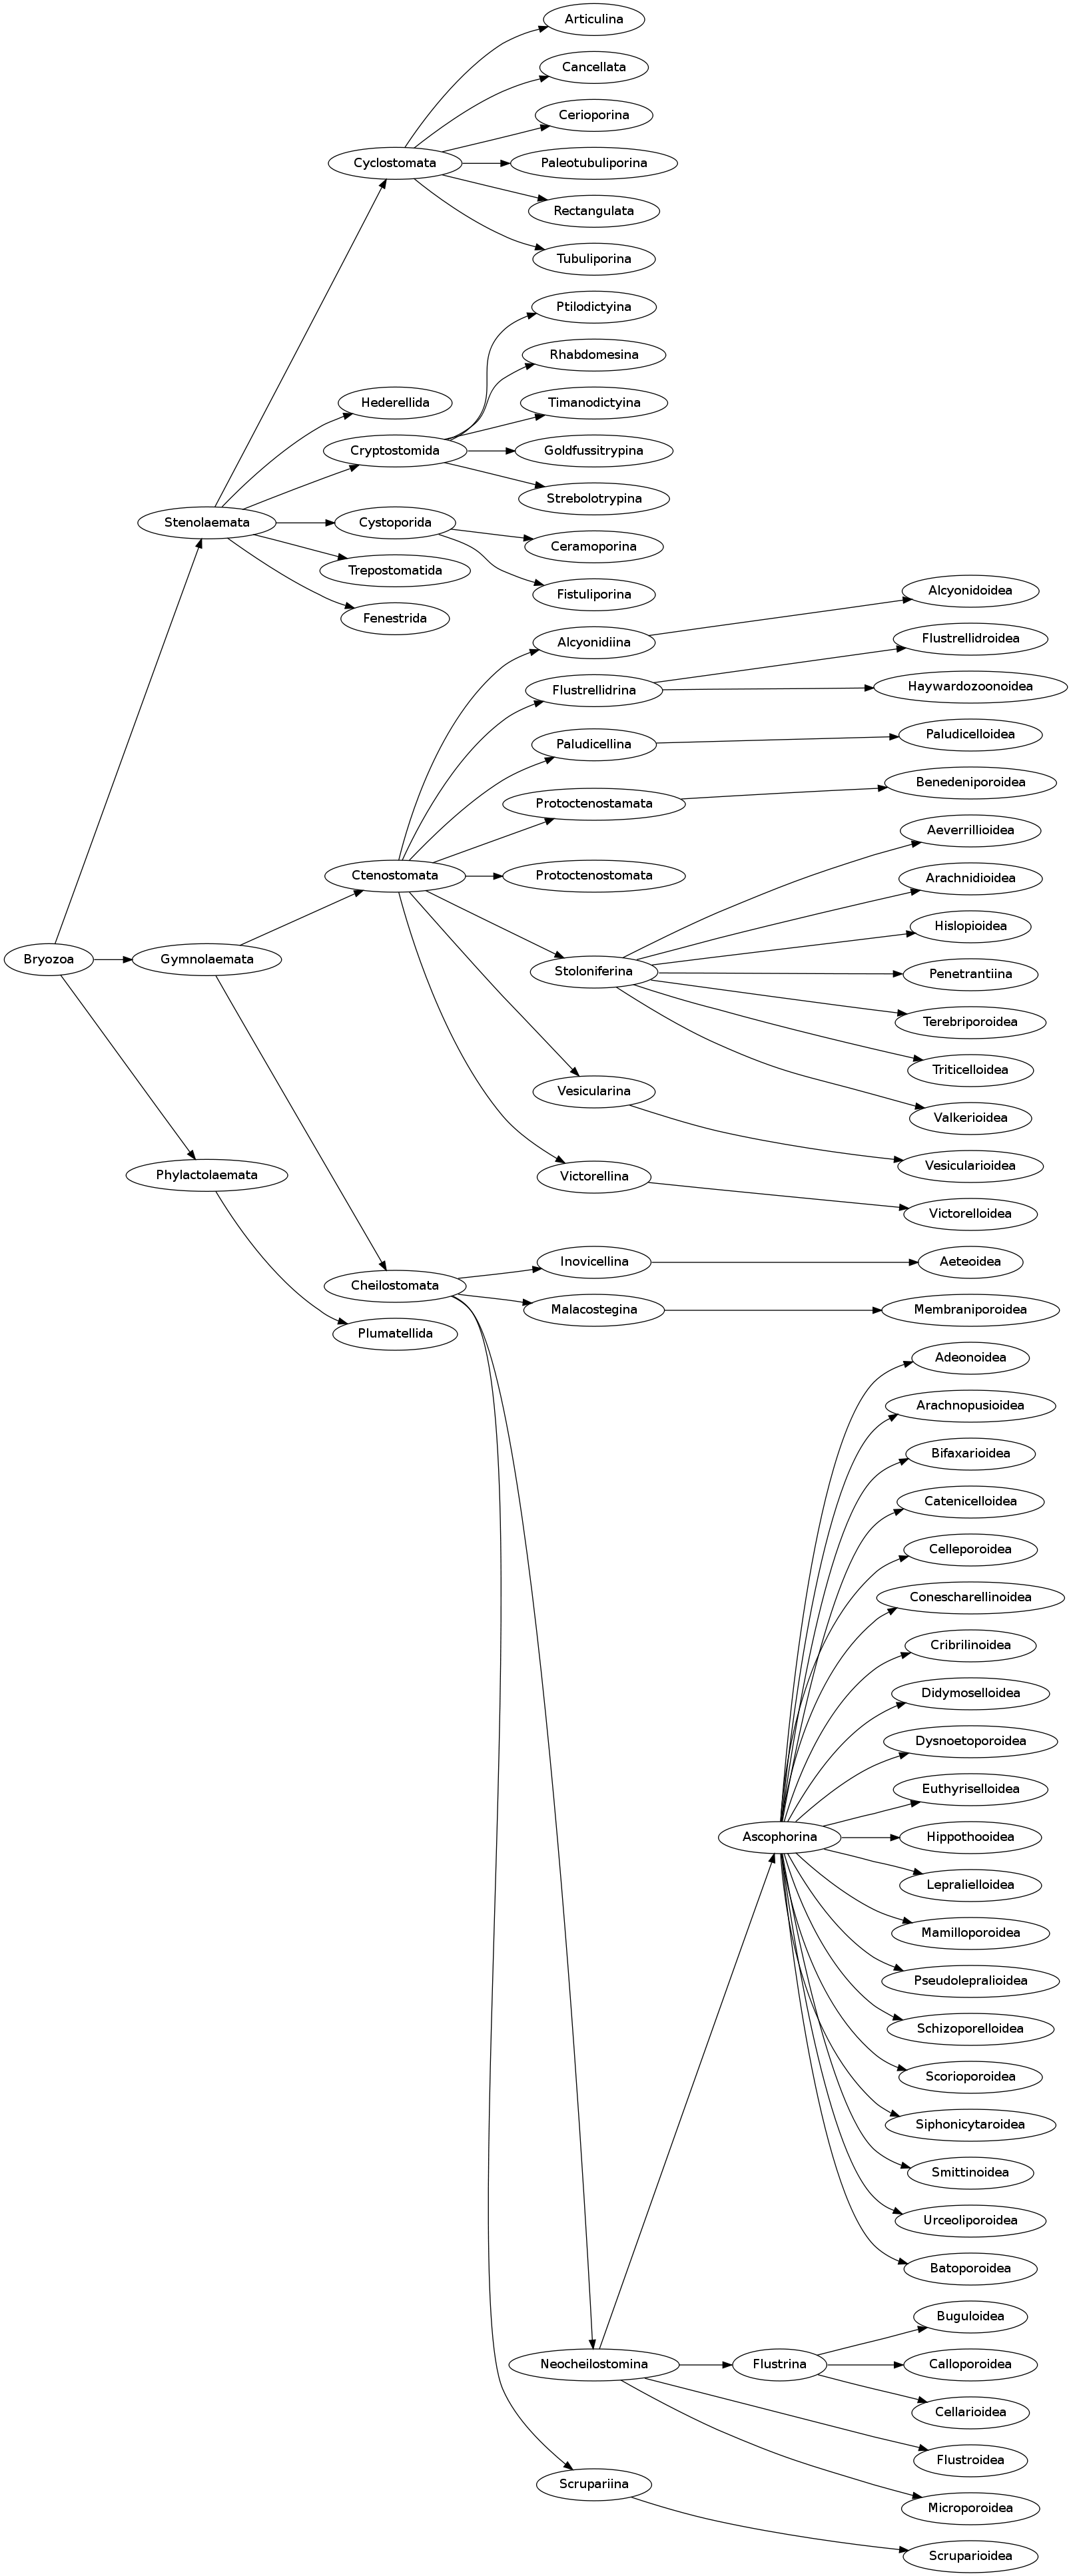 Articulina
Cancellata
Cerioporina
Cyclostomata
Paleotubuliporina
Rectangulata
Tubuliporina
Ptilodictyina
Rhabdomesina
Hederellida
Timanodictyina
Cryptostomida
Goldfussitrypina
Strebolotrypina
Stenolaemata
Cystoporida
Ceramoporina
Trepostomatida
Fistuliporina
Alcyonidoidea
Fenestrida
Alcyonidiina
Flustrellidroidea
Flustrellidrina
Haywardozoonoidea
Paludicellina
Paludicelloidea
Protoctenostamata
Benedeniporoidea
Aeverrillioidea
Ctenostomata
Protoctenostomata
Arachnidioidea
Hislopioidea
Bryozoa
Gymnolaemata
Stoloniferina
Penetrantiina
Terebriporoidea
Triticelloidea
Vesicularina
Valkerioidea
Phylactolaemata
Victorellina
Vesicularioidea
Victorelloidea
Inovicellina
Aeteoidea
Cheilostomata
Malacostegina
Membraniporoidea
Plumatellida
Adeonoidea
Arachnopusioidea
Bifaxarioidea
Catenicelloidea
Celleporoidea
Conescharellinoidea
Cribrilinoidea
Didymoselloidea
Dysnoetoporoidea
Euthyriselloidea
Ascophorina
Hippothooidea
Lepralielloidea
Mamilloporoidea
Pseudolepralioidea
Schizoporelloidea
Scorioporoidea
Siphonicytaroidea
Smittinoidea
Urceoliporoidea
Batoporoidea
Buguloidea
Neocheilostomina
Flustrina
Calloporoidea
Cellarioidea
Flustroidea
Scrupariina
Microporoidea
Scruparioidea